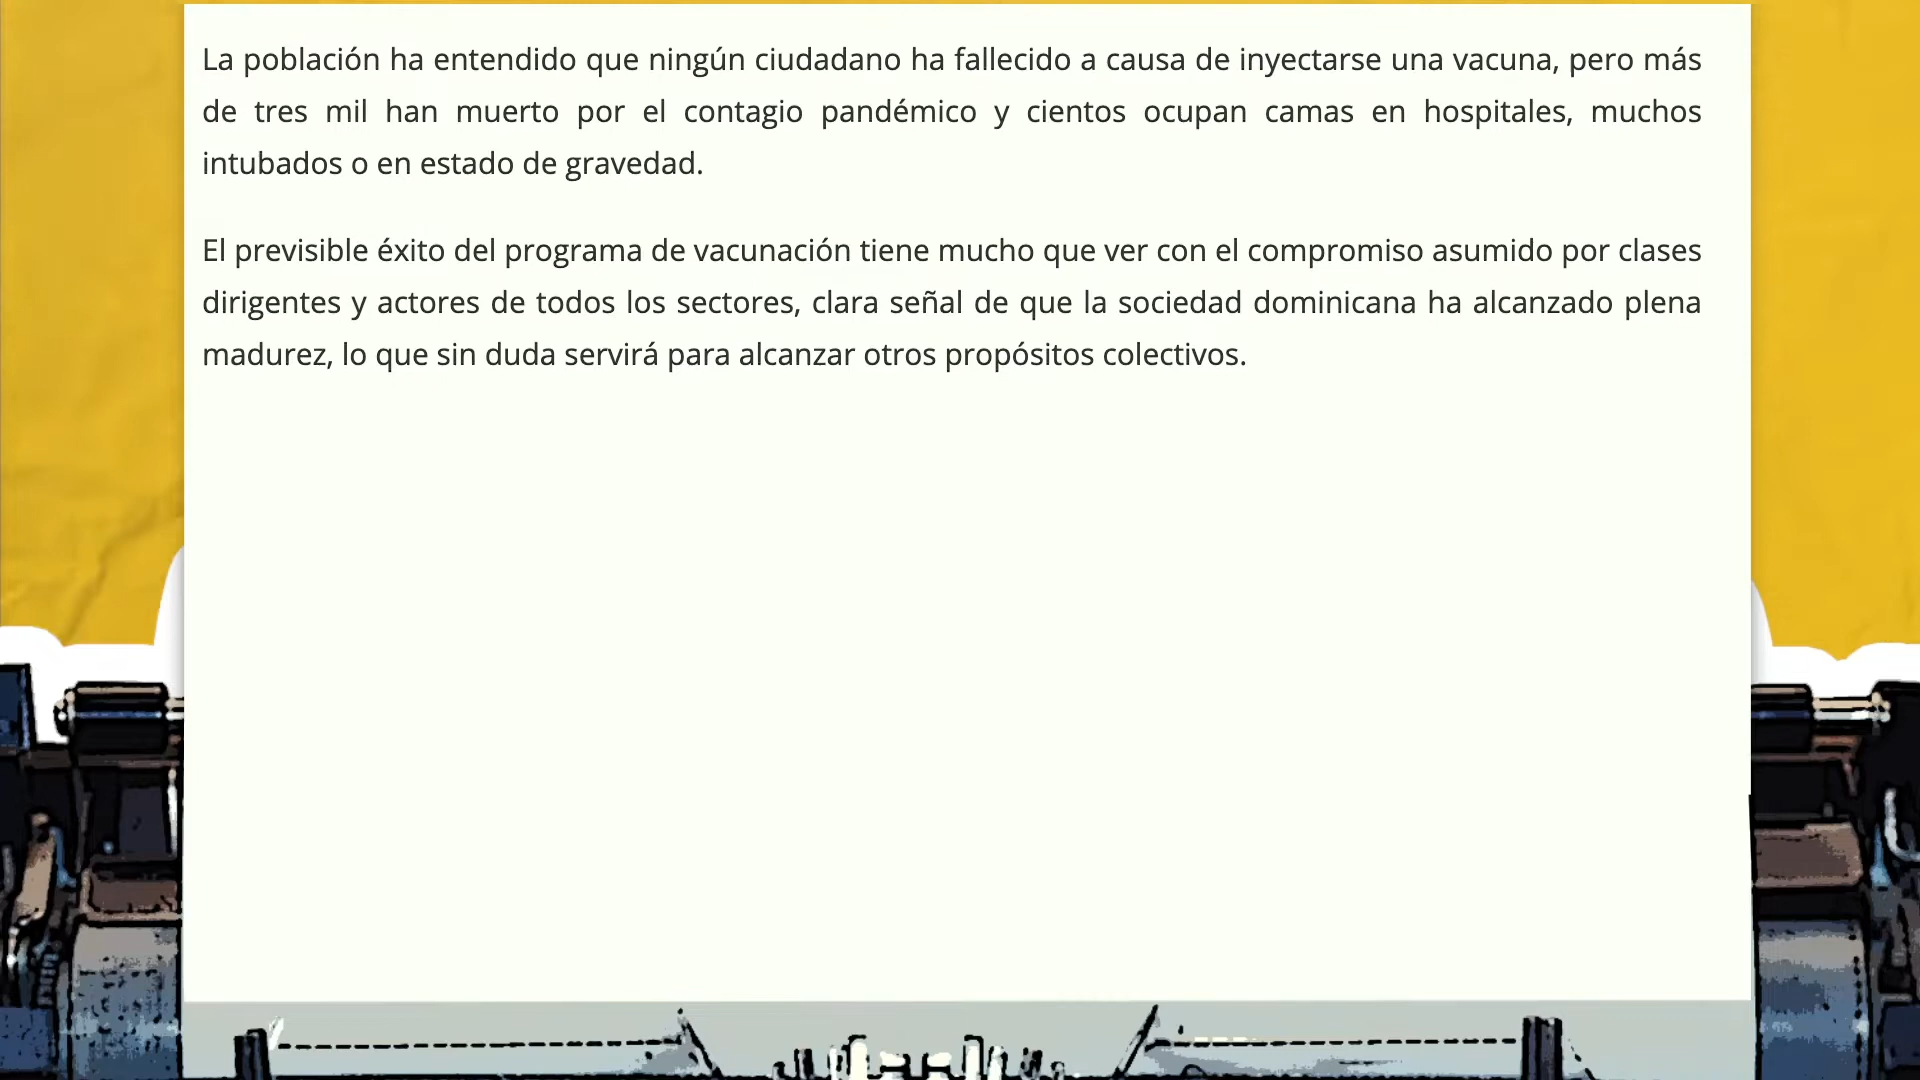 La población ha entendido que ningún ciudadano ha fallecido a causa de inyectarse una vacuna, pero más
de tres mil han muerto por el contagio pandémico y cientos ocupan camas en hospitales, muchos
intubados o en estado de gravedad.
El previsible éxito del programa de vacunación tiene mucho que ver con el compromiso asumido por clases
dirigentes y actores de todos los sectores, clara señal de que la sociedad dominicana ha alcanzado plena
madurez, lo que sin duda servirá para alcanzar otros propósitos colectivos.